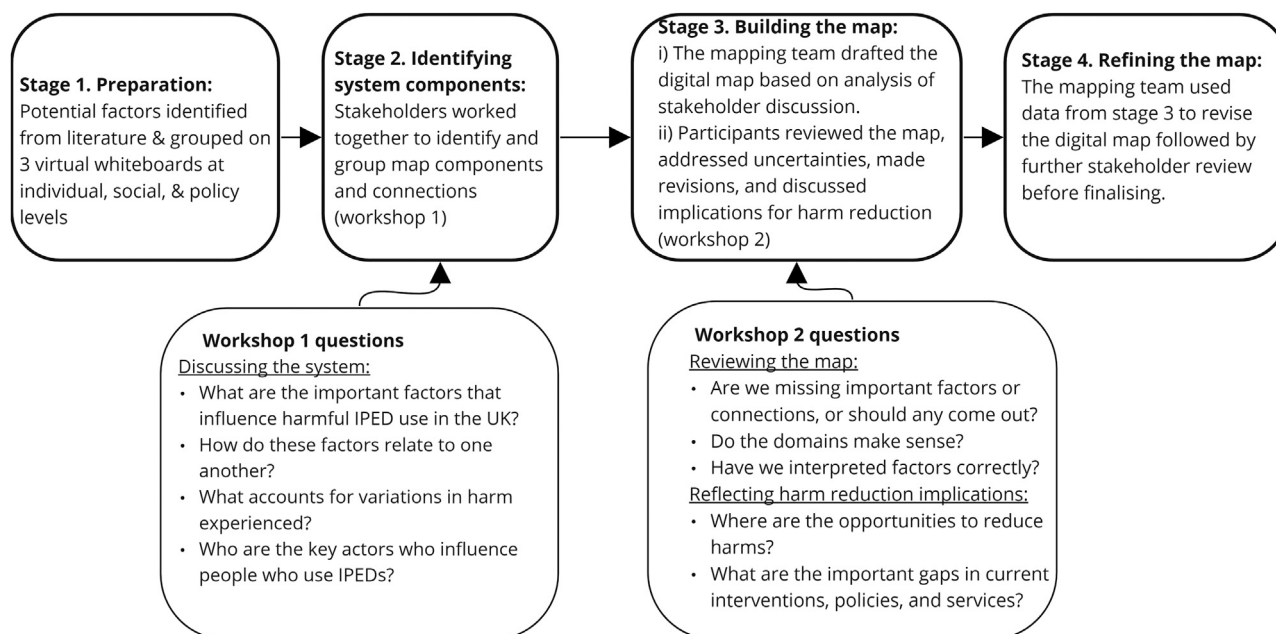 Stage 1. Preparation:
Potential factors identified
from literature & grouped on
3 virtual whiteboards at
individual, social, & policy
levels
Stage 2. Identifying
system components:
Stakeholders worked
together to identify and
group map components
and connections
(workshop 1)
Stage 3. Building the map:
i) The mapping team drafted the
digital map based on analysis of
stakeholder discussion.
ii) Participants reviewed the map,
addressed uncertainties, made
revisions, and discussed
implications for harm reduction
(workshop 2)
Stage 4. Refining the map:
The mapping team used
data from stage 3 to revise
the digital map followed by
further stakeholder review
before finalising.
Workshop 1 questions
Discussing the system:
• What are the important factors that
influence harmful IPED use in the UK?
• How do these factors relate to one
another?
• What accounts for variations in harm
experienced?
• Who are the key actors who influence
people who use IPEDs?
Workshop 2 questions
Reviewing the map:
• Are we missing important factors or
connections, or should any come out?
• Do the domains make sense?
• Have we interpreted factors correctly?
Reflecting harm reduction implications:
• Where are the opportunities to reduce
harms?
• What are the important gaps in current
interventions, policies, and services?